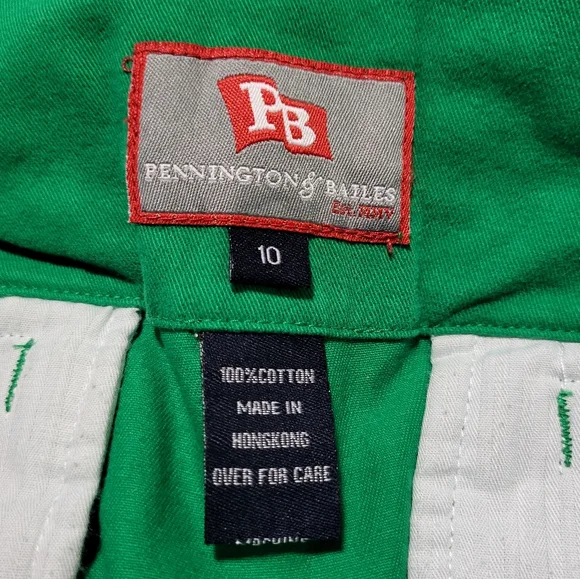 PB
PENNINGTON & BAILES
10
100%COTTON
MADE IN
HONGKONG
OVER FOR CARE